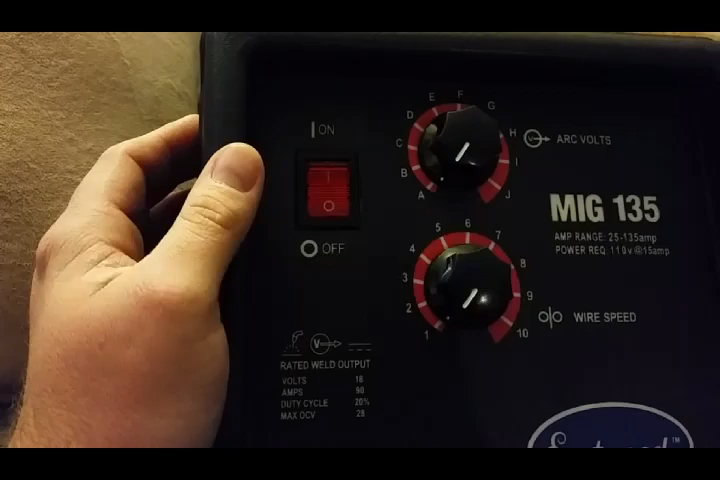 I ON
I
O
O OFF
A B C D E F G H I J
V ARC VOLTS
MIG 135
AMP RANGE: 25-135amp
POWER REQ: 110v @15amp
1 2 3 4 5 6 7 8 9 10
WIRE SPEED
V
RATED WELD OUTPUT
VOLTS 18
AMPS 90
DUTY CYCLE 20%
MAX OCV 28
TM